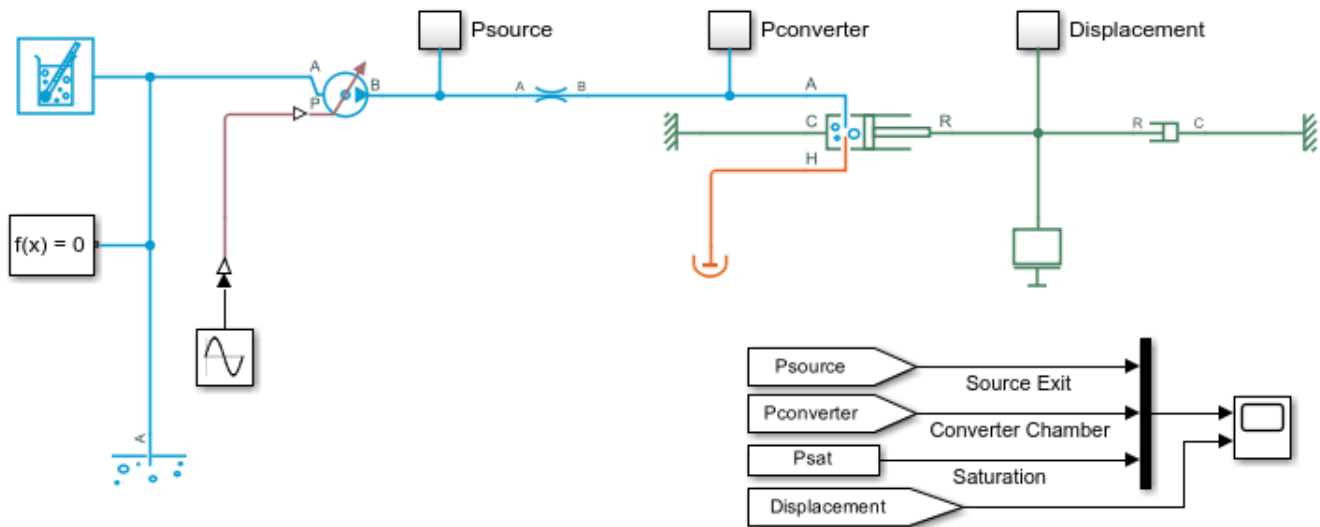 Psource
Pconverter
Displacement
A
P
B
A
B
A
C
R
H
R
C
f(x) = 0
A
Psource
Source Exit
Pconverter
Converter Chamber
Psat
Saturation
Displacement